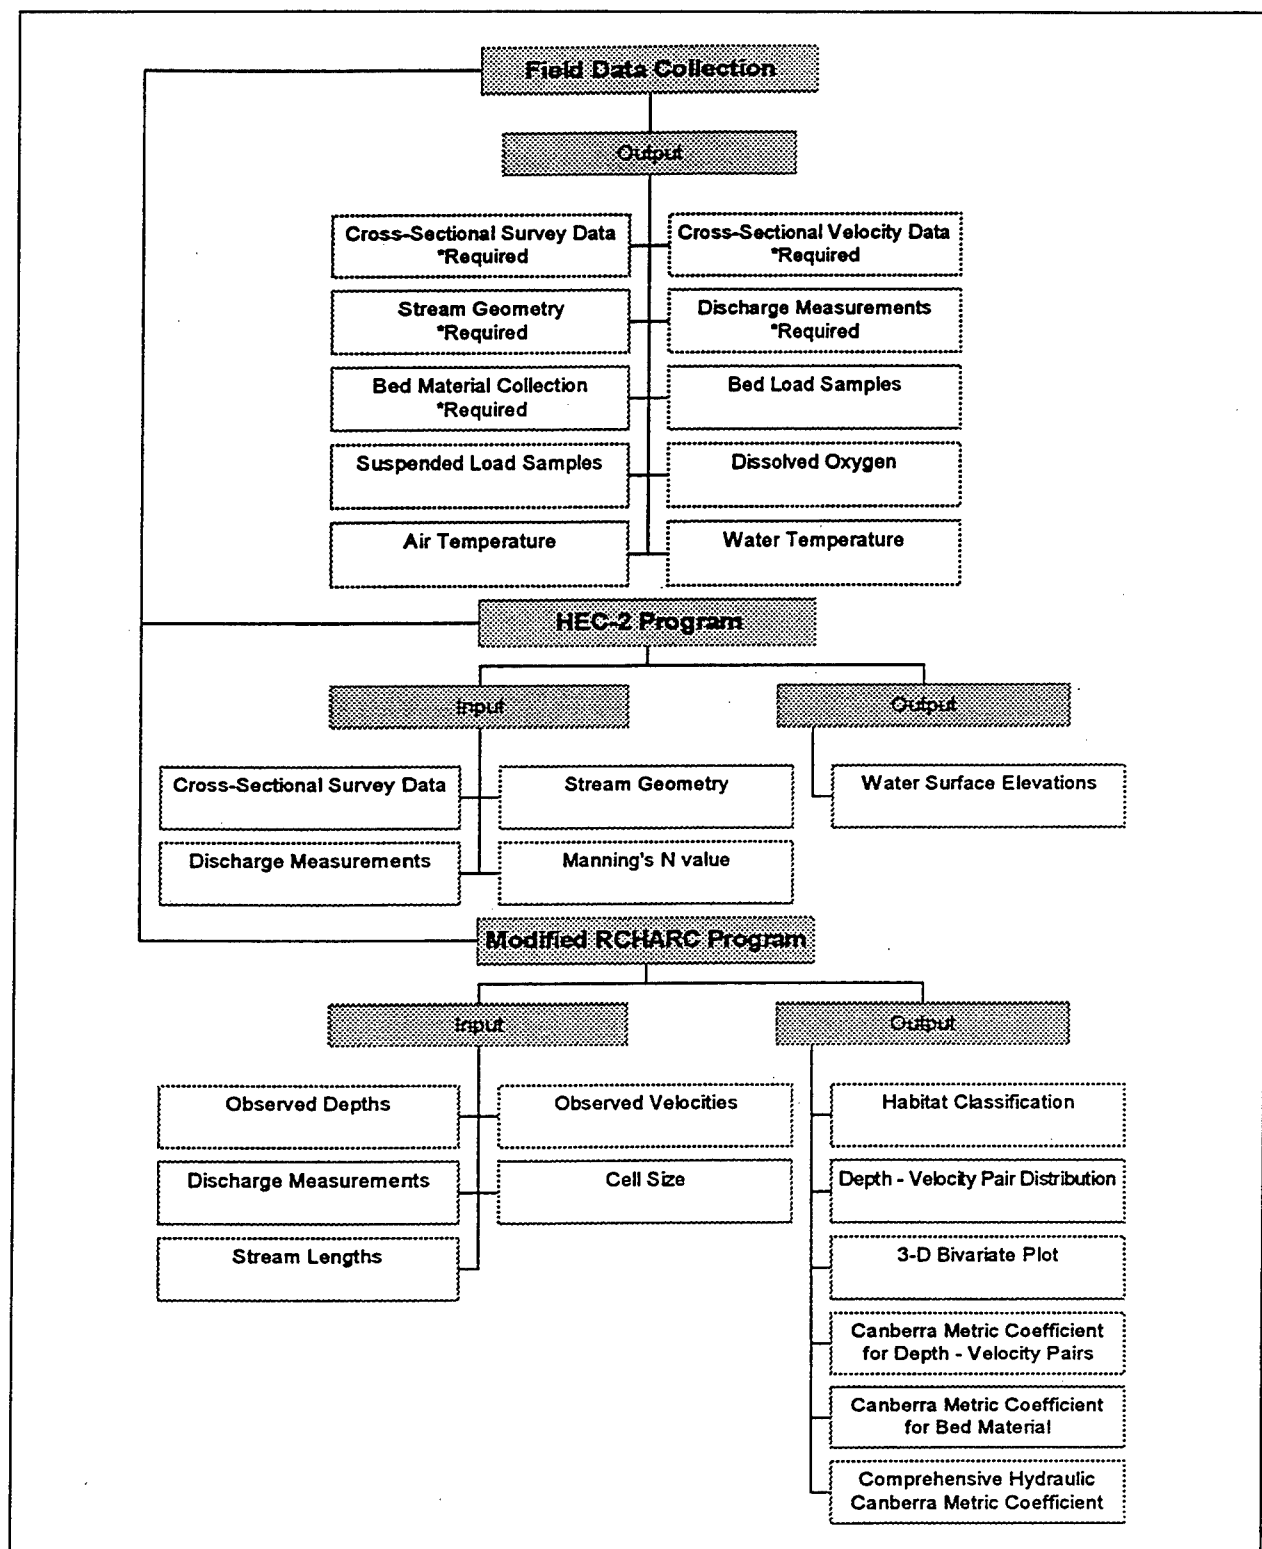 Field Data Collection
Output
Cross-Sectional Survey Data
*Required
Cross-Sectional Velocity Data
*Required
Stream Geometry
*Required
Discharge Measurements
*Required
Bed Material Collection
*Required
Bed Load Samples
Suspended Load Samples
Dissolved Oxygen
Air Temperature
Water Temperature
HEC-2 Program
Input
Output
Cross-Sectional Survey Data
Stream Geometry
Water Surface Elevations
Discharge Measurements
Manning's N value
Modified RCHARC Program
Input
Output
Observed Depths
Observed Velocities
Habitat Classification
Discharge Measurements
Cell Size
Depth - Velocity Pair Distribution
Stream Lengths
3-D Bivariate Plot
Canberra Metric Coefficient
for Depth - Velocity Pairs
Canberra Metric Coefficient
for Bed Material
Comprehensive Hydraulic
Canberra Metric Coefficient